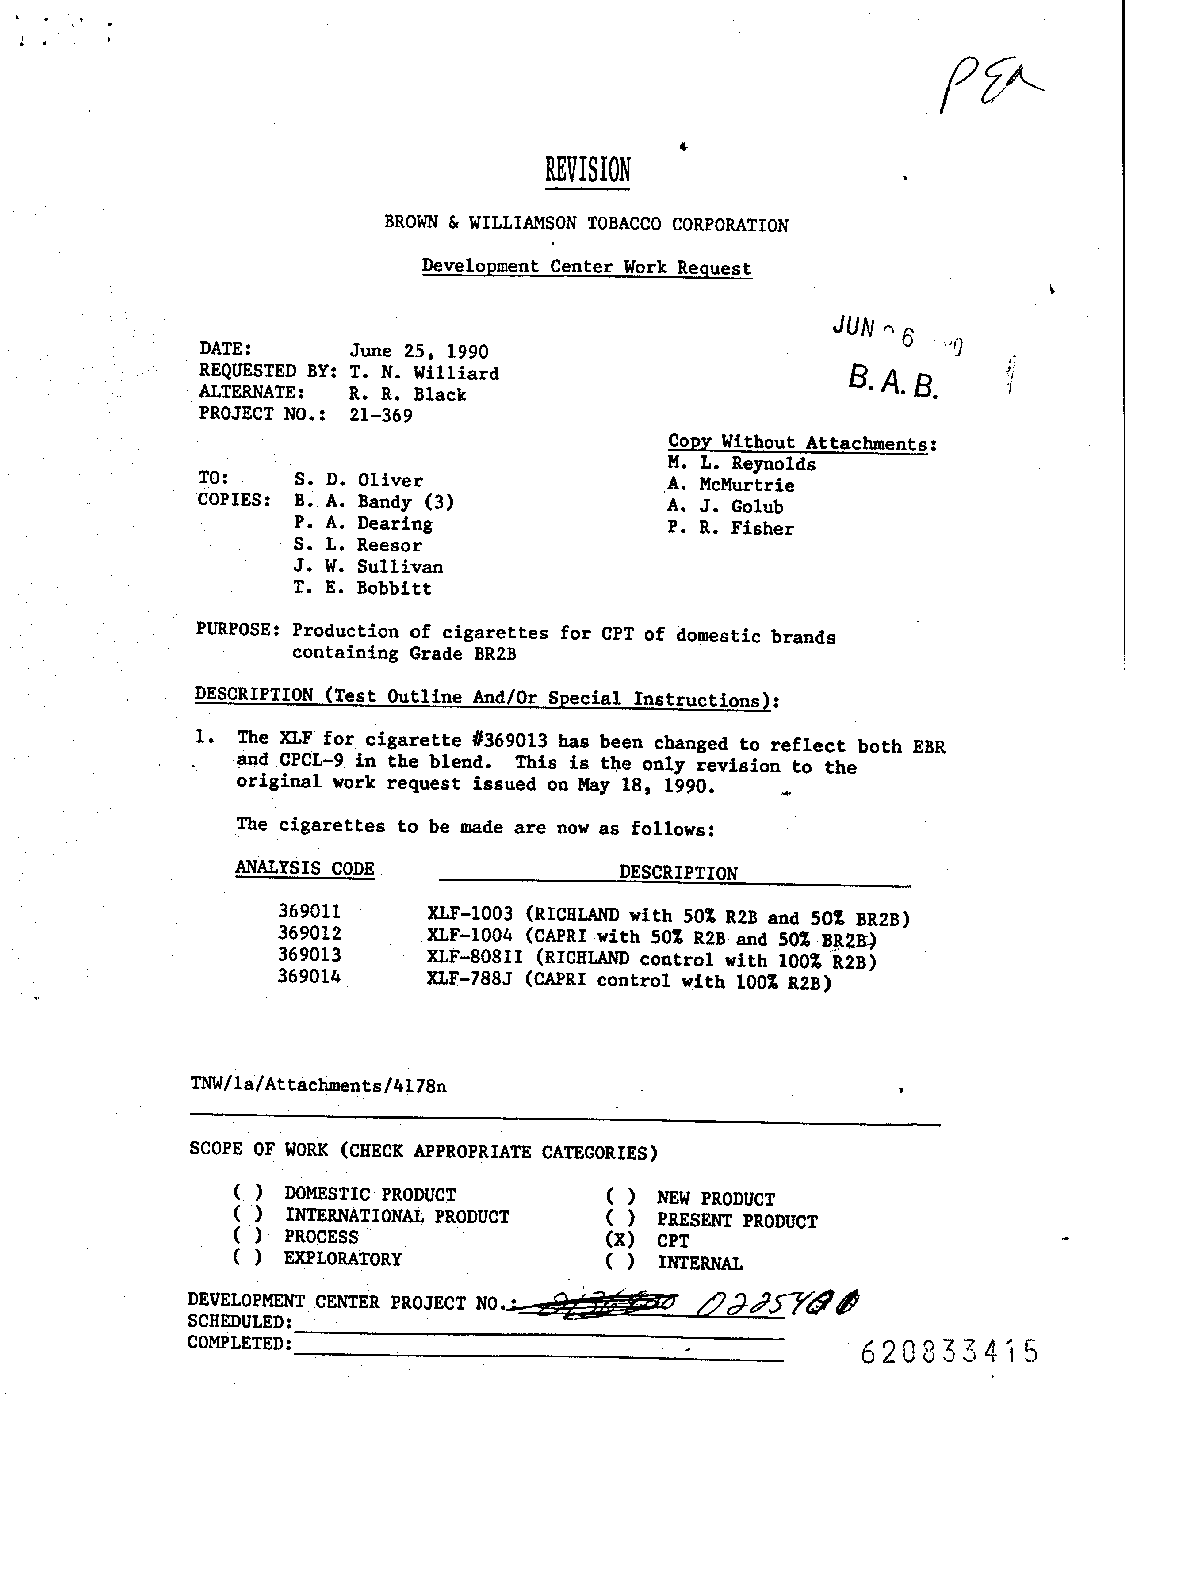 PER
REVISION
BROWN & WILLIAMSON TOBACCO CORPORATION
Development Center Work Request
JUN 6
B.A.B.
DATE: June 25, 1990
REQUESTED BY: T. N. Williard
ALTERNATE: R. R. Black
PROJECT NO.: 21-369
Copy Without Attachments:
M. L. Reynolds
A. McMurtrie
A. J. Golub
P. R. Fisher
TO: S. D. Oliver
COPIES: B. A. Bandy (3)
P. A. Dearing
S. L. Reesor
J. W. Sullivan
T. E. Bobbitt
PURPOSE: Production of cigarettes for CPT of domestic brands
containing Grade BR2B
DESCRIPTION (Test Outline And/Or Special Instructions):
1. The XLF for cigarette #369013 has been changed to reflect both EBR
and CPCL-9 in the blend. This is the only revision to the
original work request issued on May 18, 1990.
The cigarettes to be made are now as follows:
ANALYSIS CODE DESCRIPTION
369011 XLF-1003 (RICHLAND with 50% R2B and 50% BR2B)
369012 XLF-1004 (CAPRI with 50% R2B and 50% BR2B)
369013 XLF-808II (RICHLAND control with 100% R2B)
369014 XLF-788J (CAPRI control with 100% R2B)
TNW/la/Attachments/4178n
SCOPE OF WORK (CHECK APPROPRIATE CATEGORIES)
( ) DOMESTIC PRODUCT ( ) NEW PRODUCT
( ) INTERNATIONAL PRODUCT ( ) PRESENT PRODUCT
( ) PROCESS (X) CPT
( ) EXPLORATORY ( ) INTERNAL
DEVELOPMENT CENTER PROJECT NO.:
SCHEDULED:
COMPLETED:
620833415